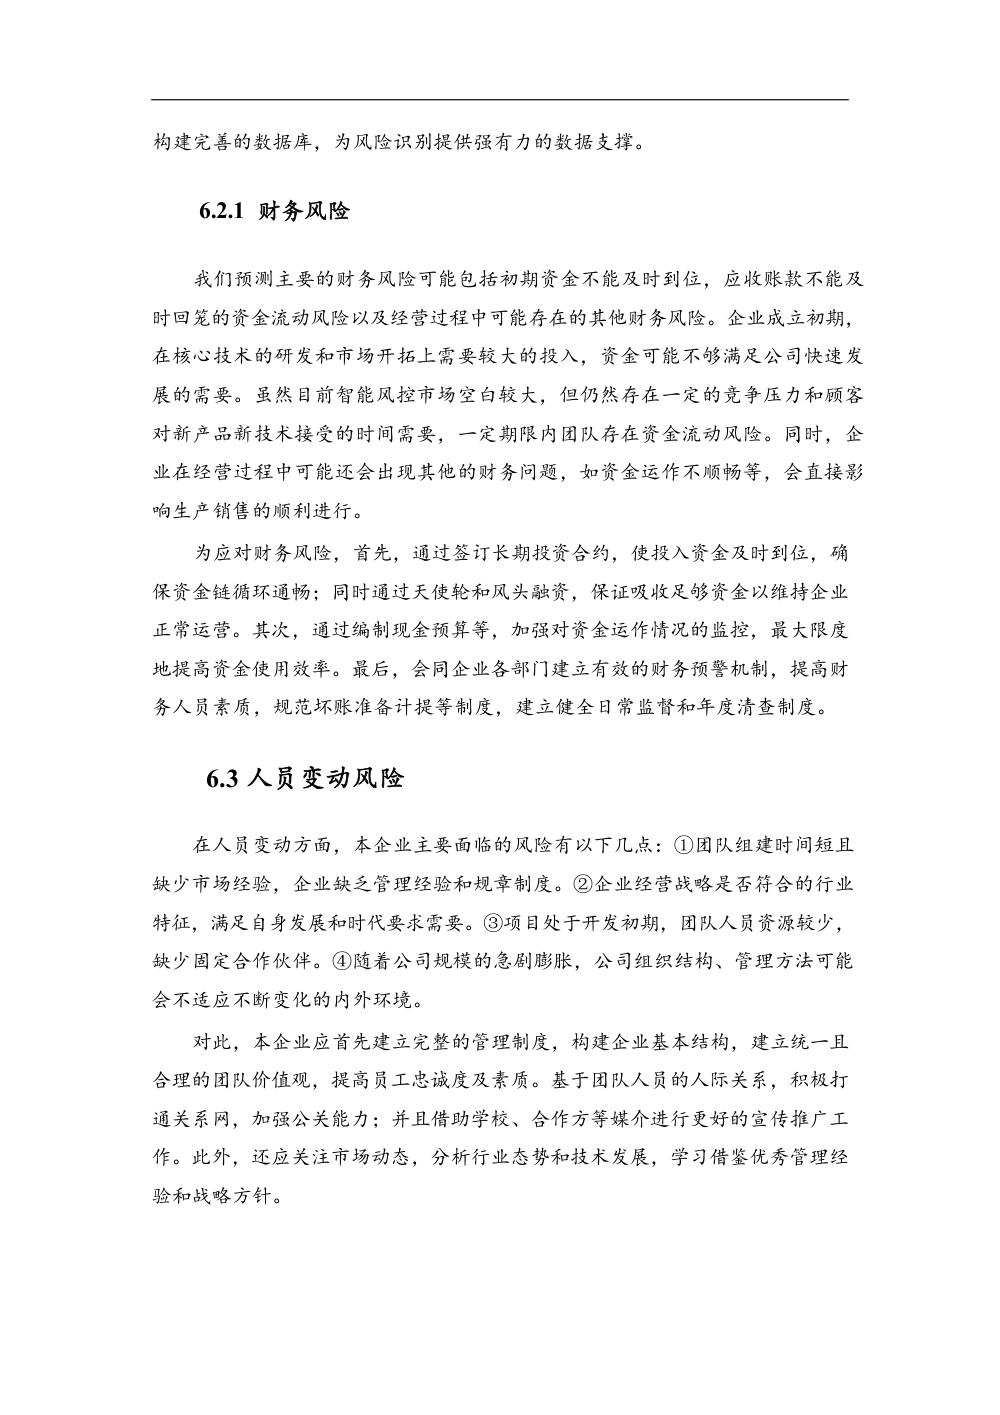 构建完善的数据库，为风险识别提供强有力的数据支撑。
6.2.1 财务风险
我们预测主要的财务风险可能包括初期资金不能及时到位，应收账款不能及
时回笼的资金流动风险以及经营过程中可能存在的其他财务风险。企业成立初期，
在核心技术的研发和市场开拓上需要较大的投入，资金可能不够满足公司快速发
展的需要。虽然目前智能风控市场空白较大，但仍然存在一定的竞争压力和顾客
对新产品新技术接受的时间需要，一定期限内团队存在资金流动风险。同时，企
业在经营过程中可能还会出现其他的财务问题，如资金运作不顺畅等，会直接影
响生产销售的顺利进行。
为应对财务风险，首先，通过签订长期投资合约，使投入资金及时到位，确
保资金链循环通畅；同时通过天使轮和风头融资，保证吸收足够资金以维持企业
正常运营。其次，通过编制现金预算等，加强对资金运作情况的监控，最大限度
地提高资金使用效率。最后，会同企业各部门建立有效的财务预警机制，提高财
务人员素质，规范坏账准备计提等制度，建立健全日常监督和年度清查制度。
6.3 人员变动风险
在人员变动方面，本企业主要面临的风险有以下几点：①团队组建时间短且
缺少市场经验，企业缺乏管理经验和规章制度。②企业经营战略是否符合的行业
特征，满足自身发展和时代要求需要。③项目处于开发初期，团队人员资源较少，
缺少固定合作伙伴。④随着公司规模的急剧膨胀，公司组织结构、管理方法可能
会不适应不断变化的内外环境。
对此，本企业应首先建立完整的管理制度，构建企业基本结构，建立统一且
合理的团队价值观，提高员工忠诚度及素质。基于团队人员的人际关系，积极打
通关系网，加强公关能力；并且借助学校、合作方等媒介进行更好的宣传推广工
作。此外，还应关注市场动态，分析行业态势和技术发展，学习借鉴优秀管理经
验和战略方针。